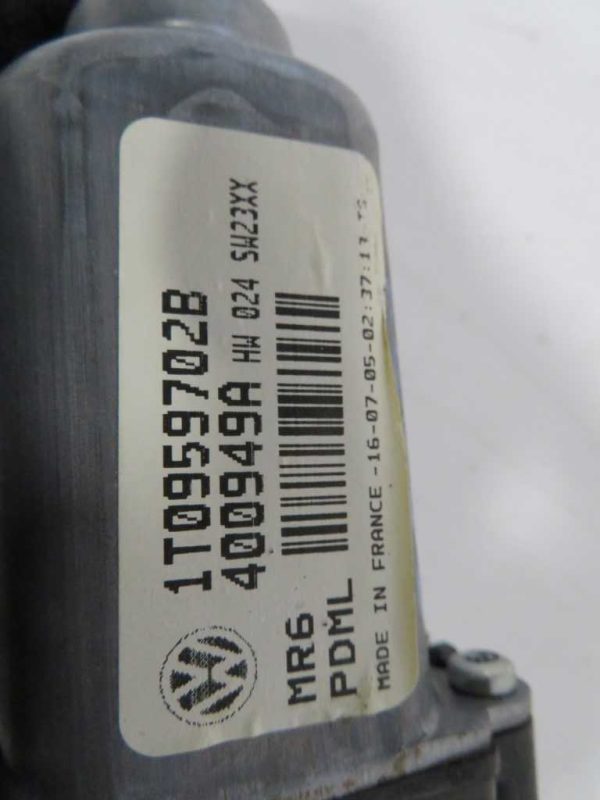 1T0959702B
400949A HW 024 SW23XX
MR6
PDML
MADE IN FRANCE -16-07-05-02:37:17